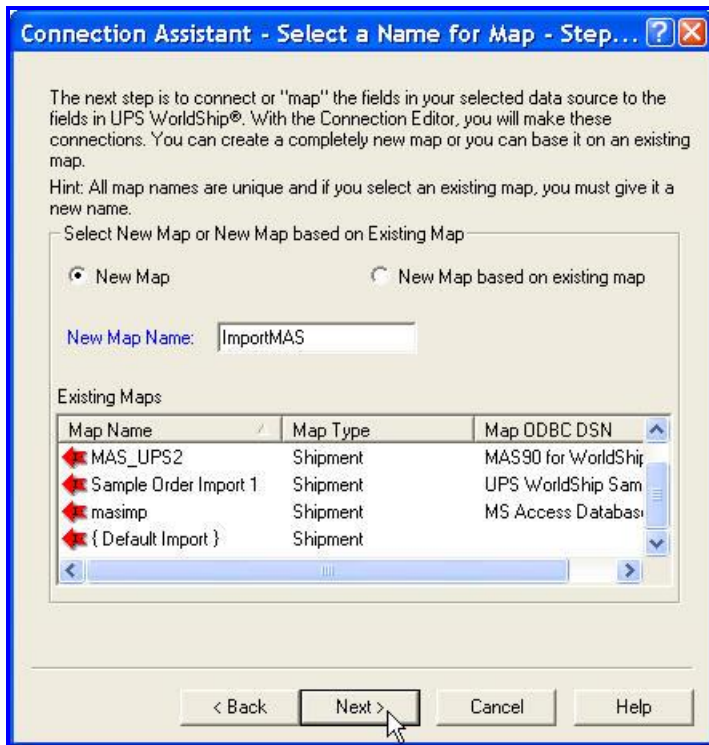 Connection Assistant - Select a Name for Map - Step...
The next step is to connect or "map" the fields in your selected data source to the
fields in UPS WorldShip®. With the Connection Editor, you will make these
connections. You can create a completely new map or you can base it on an existing
map.
Hint: All map names are unique and if you select an existing map, you must give it a
new name.
Select New Map or New Map based on Existing Map
New Map New Map based on existing map
New Map Name: ImportMAS
Existing Maps
Map Name Map Type Map ODBC DSN
MAS_UPS2 Shipment MAS90 for WorldShip
Sample Order Import 1 Shipment UPS WorldShip Sam
masimp Shipment MS Access Databas
{ Default Import } Shipment
< Back Next > Cancel Help